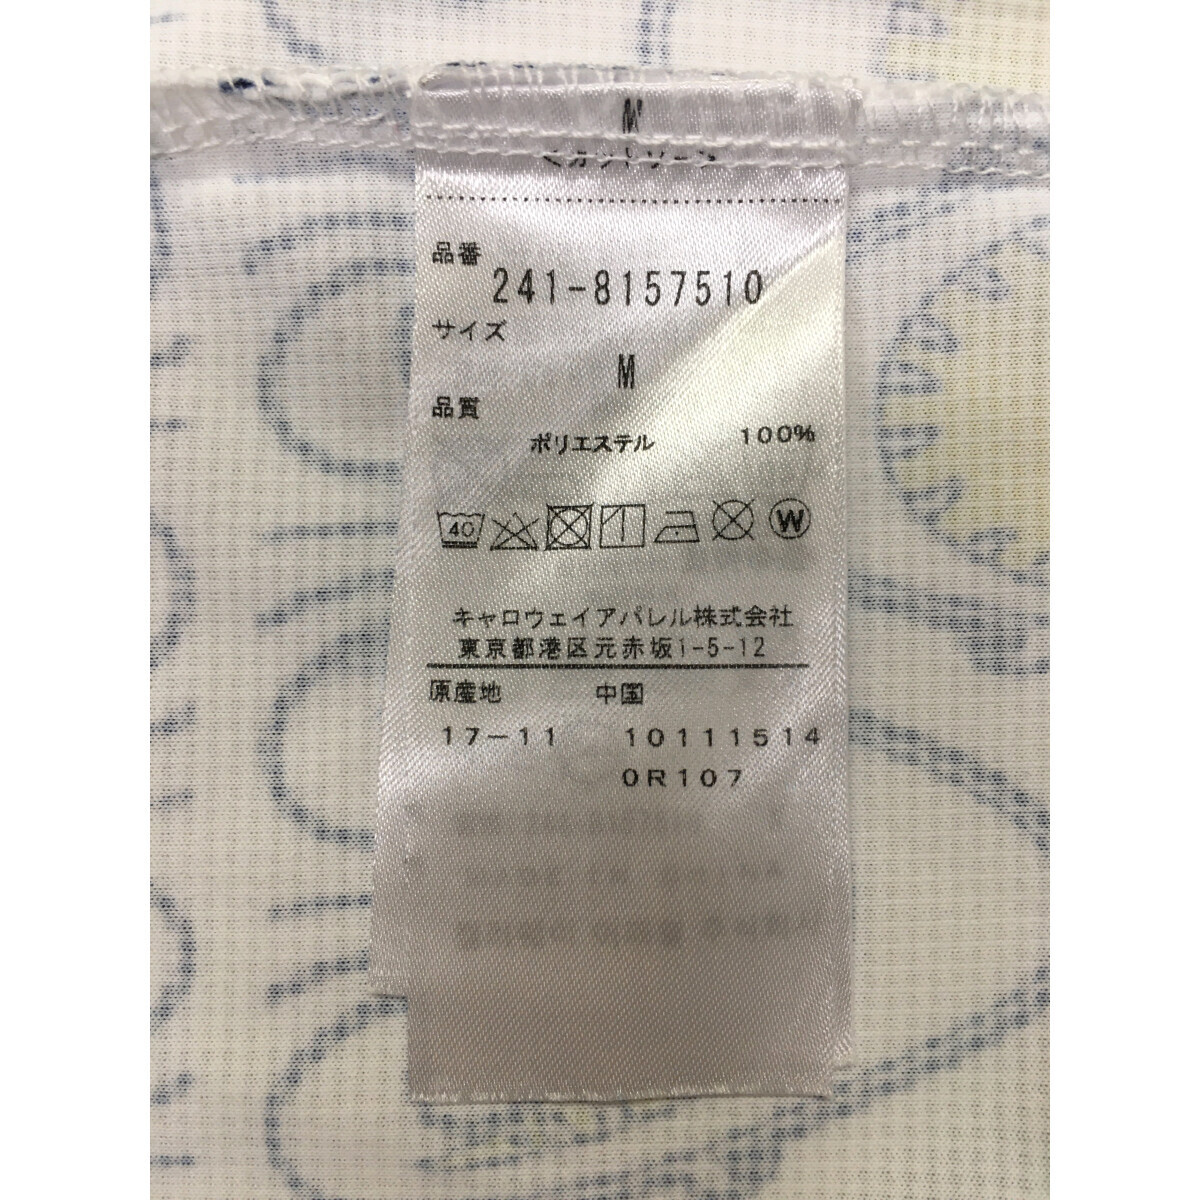 M
品番
241-8157510
サイズ
M
品質
ポリエステル 100%
40
W
キャロウェイアパレル株式会社
東京都港区元赤坂1-5-12
原産地 中国
17-11 10111514
0R107